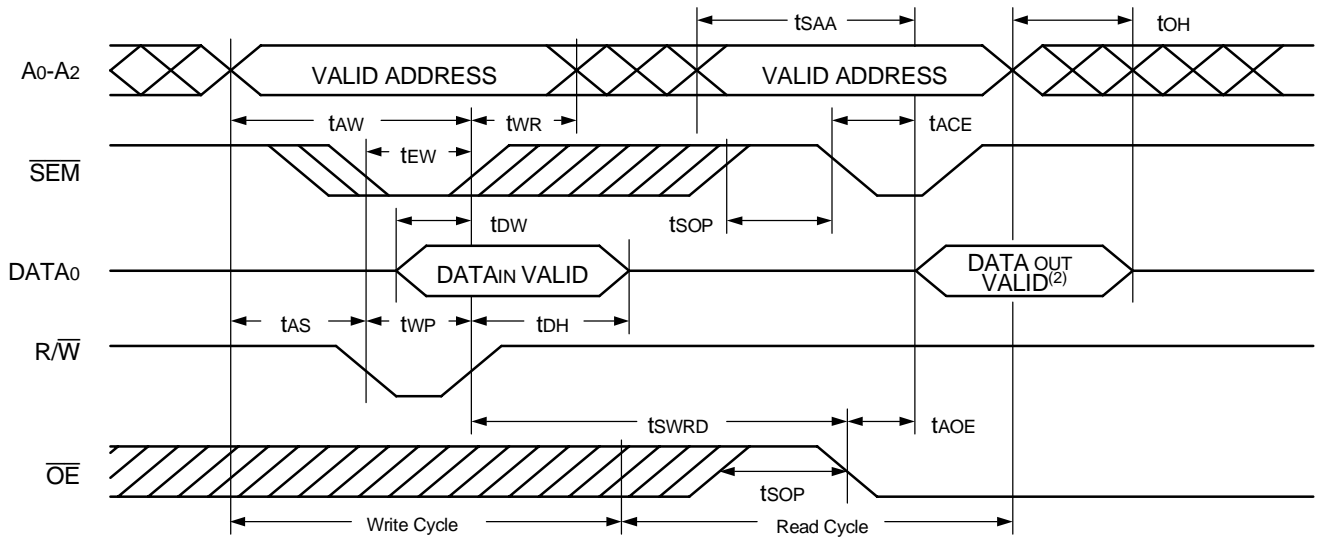 tSAA
tOH
A0-A2
VALID ADDRESS
VALID ADDRESS
tAW
tWR
tACE
tEW
SEM
tDW
tSOP
DATA0
DATAIN VALID
DATA OUT
VALID(2)
tAS
tWP
tDH
R/W
tSWRD
tAOE
OE
tSOP
Write Cycle
Read Cycle